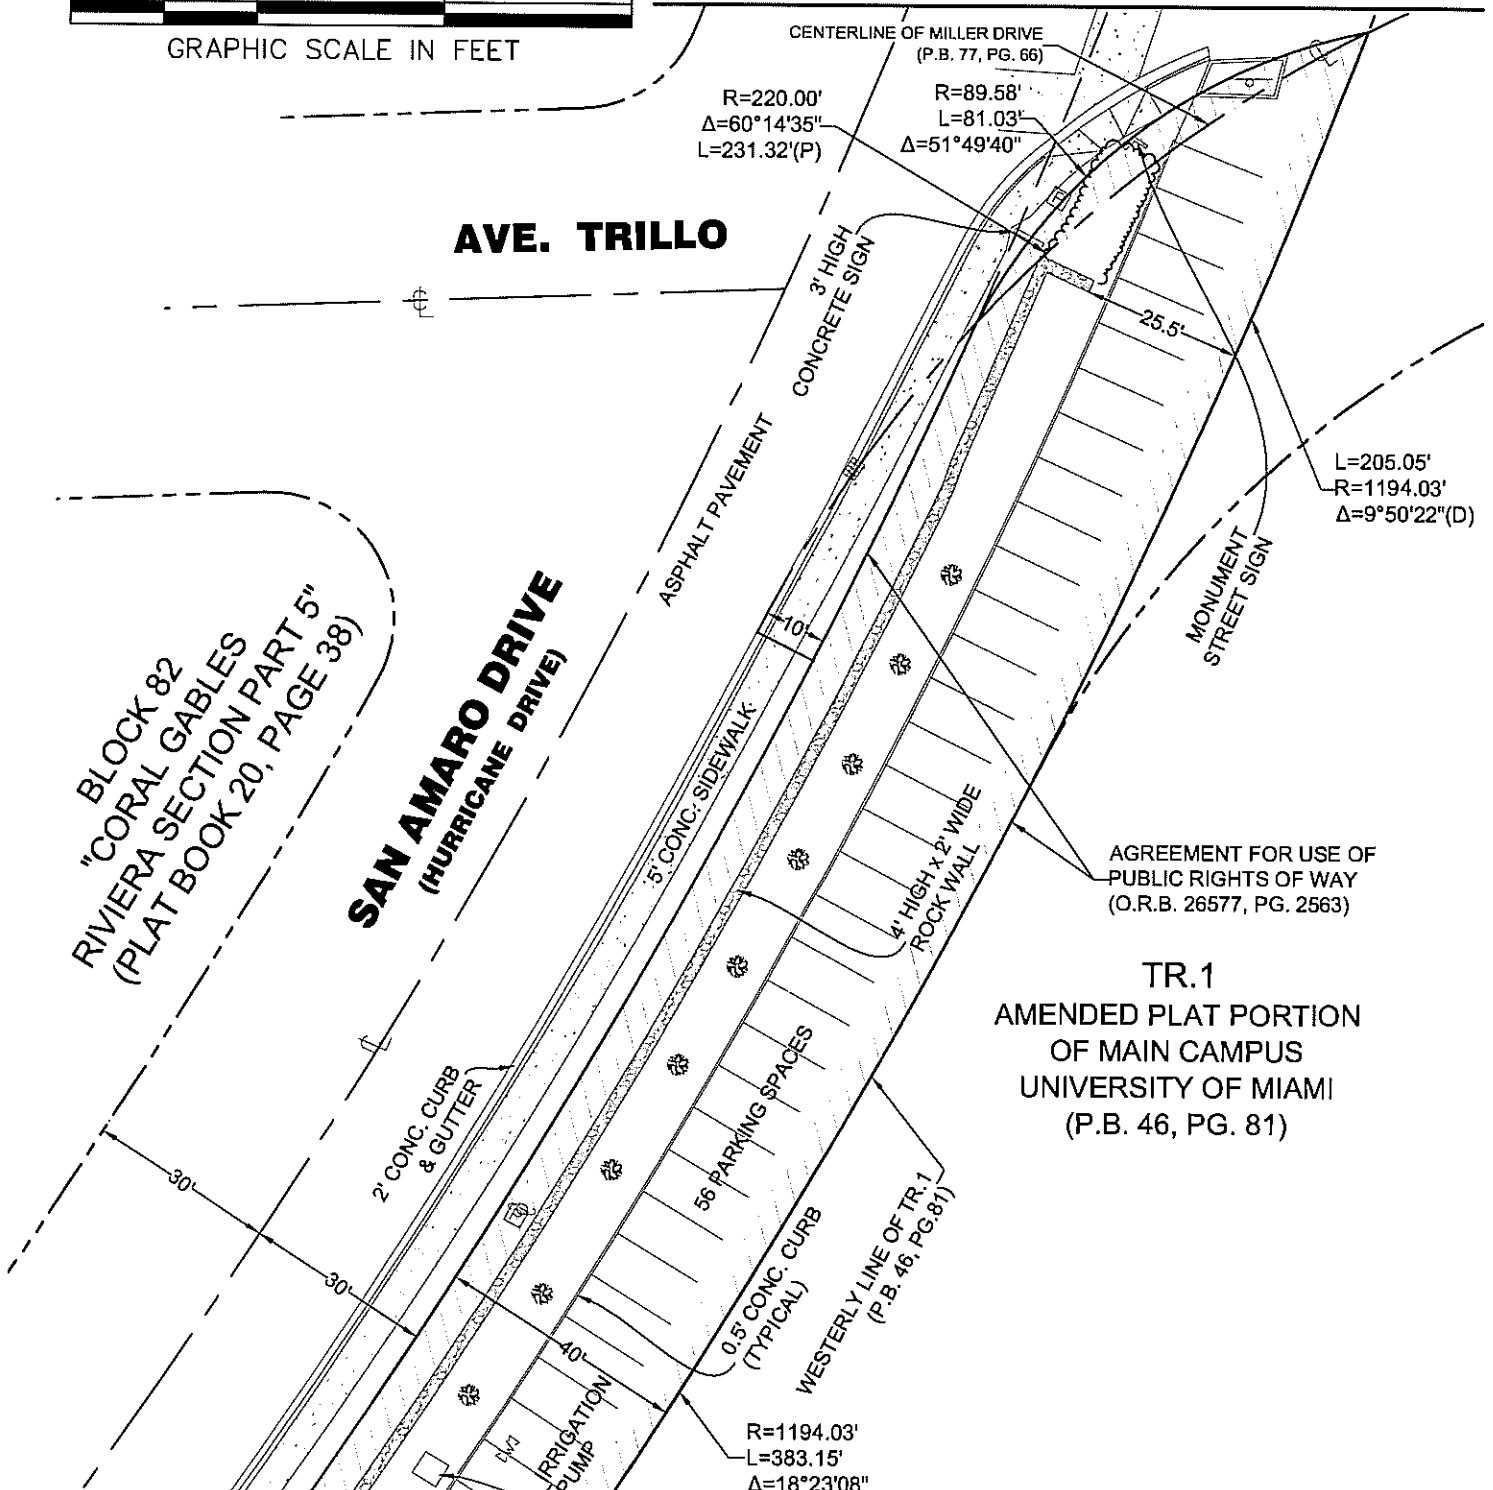 GRAPHIC SCALE IN FEET
CENTERLINE OF MILLER DRIVE
(P.B. 77, PG. 66)
R=220.00'
Δ=60°14'35"
L=231.32'(P)
R=89.58'
L=81.03'
Δ=51°49'40"
AVE. TRILLO
3' HIGH
CONCRETE SIGN
25.5'
L=205.05'
R=1194.03'
Δ=9°50'22"(D)
ASPHALT PAVEMENT
MONUMENT
STREET SIGN
10'
BLOCK 82
"CORAL GABLES
RIVIERA SECTION PART 5"
(PLAT BOOK 20, PAGE 38)
SAN AMARO DRIVE
(HURRICANE DRIVE)
5' CONC. SIDEWALK
4' HIGH x 2' WIDE
ROCK WALL
AGREEMENT FOR USE OF
PUBLIC RIGHTS OF WAY
(O.R.B. 26577, PG. 2563)
TR.1
AMENDED PLAT PORTION
OF MAIN CAMPUS
UNIVERSITY OF MIAMI
(P.B. 46, PG. 81)
2' CONC. CURB
& GUTTER
56 PARKING SPACES
30'
30'
40'
0.5' CONC. CURB
(TYPICAL)
WESTERLY LINE OF TR.1
(P.B. 46, PG.81)
IRRIGATION
PUMP
R=1194.03'
L=383.15'
Δ=18°23'08"